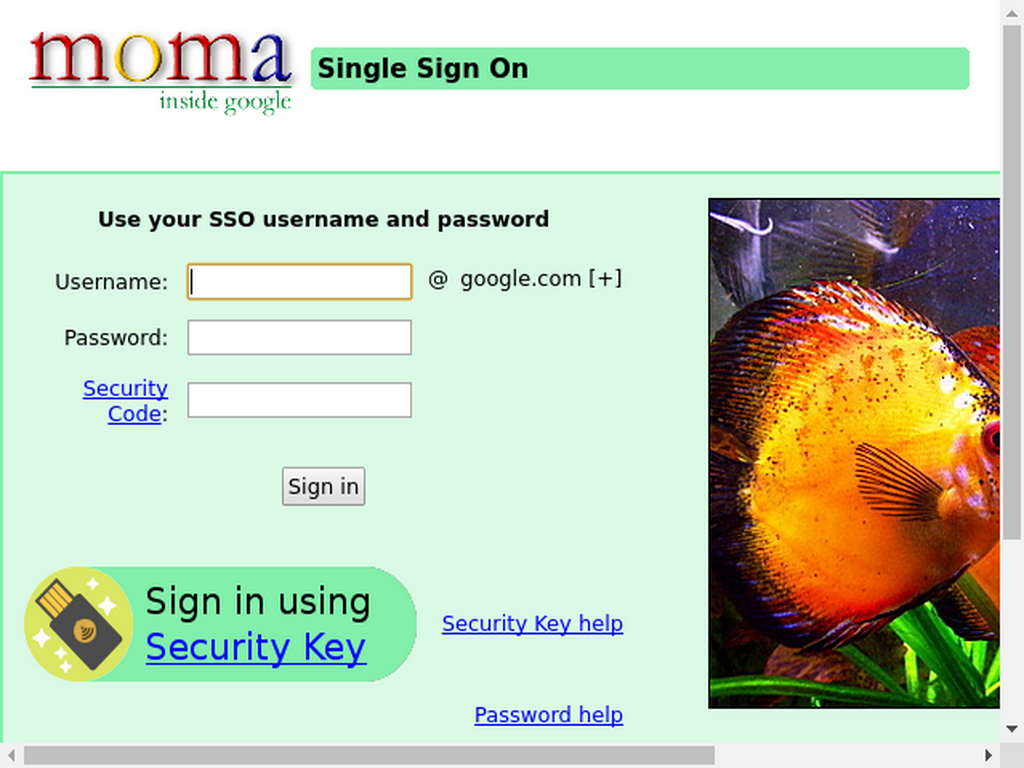 moma
inside google
Single Sign On
Use your SSO username and password
Username: @ google.com [+]
Password:
Security
Code:
Sign in
Sign in using
Security Key
Security Key help
Password help